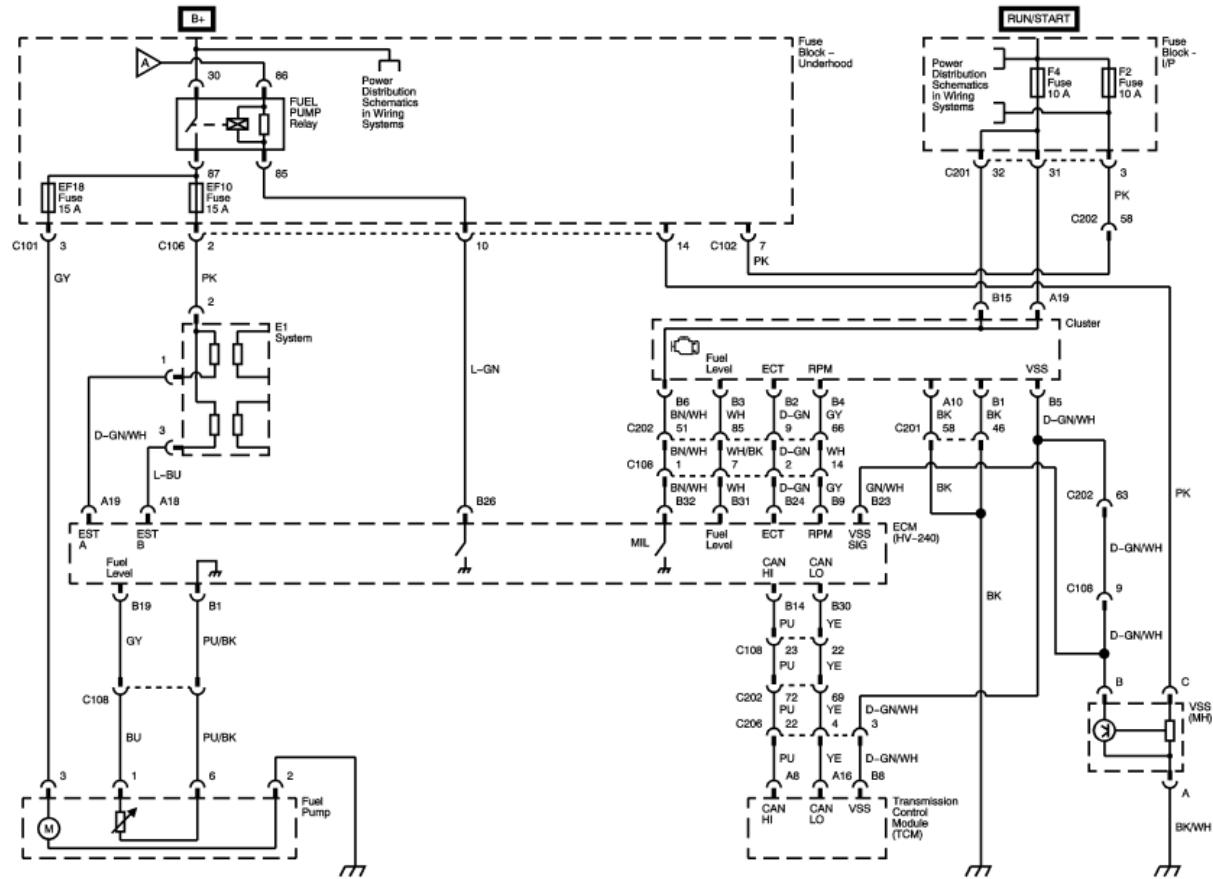 B+
RUN/START
Fuse
Block –
Underhood
Fuse
Block -
I/P
A
30
86
Power
Distribution
Schematics
in Wiring
Systems
FUEL
PUMP
Relay
Power
Distribution
Schematics
in Wiring
Systems
F4
Fuse
10 A
F2
Fuse
10 A
87
85
EF18
Fuse
15 A
EF10
Fuse
15 A
C201
32
31
3
PK
C202
58
C101
3
C106
2
10
14
C102
7
PK
GY
PK
2
B15
A19
E1
System
Cluster
1
L–GN
Fuel
Level
ECT
RPM
VSS
B6
B3
B2
B4
A10
B1
B5
BN/WH
WH
D–GN
GY
BK
BK
D–GN/WH
D–GN/WH
3
C202
51
85
9
66
C201
58
46
BN/WH
WH/BK
D–GN
WH
L–BU
C108
1
7
2
14
BN/WH
WH
D–GN
GY
GN/WH
BK
C202
63
PK
A19
A18
B26
B32
B31
B24
B9
B23
EST
A
EST
B
MIL
Fuel
Level
ECT
RPM
VSS
SIG
ECM
(HV–240)
D–GN/WH
Fuel
Level
CAN
HI
CAN
LO
C108
9
BK
B19
B1
B14
B30
GY
PU/BK
PU
YE
D–GN/WH
C108
23
22
PU
YE
B
C
C108
C202
72
69
PU
YE
D–GN/WH
VSS
(MH)
BU
PU/BK
C206
22
4
3
PU
YE
D–GN/WH
3
1
6
2
A8
A16
B8
A
Fuel
Pump
M
CAN
HI
CAN
LO
VSS
Transmission
Control
Module
(TCM)
BK/WH